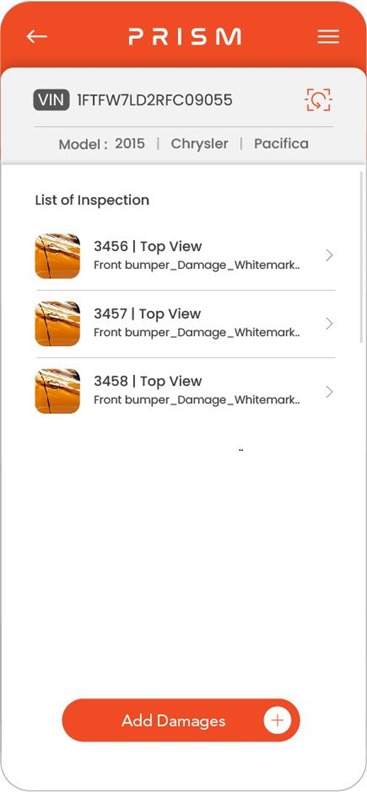 PRISM
VIN 1FTFW7LD2RFC09055
Model : 2015 | Chrysler | Pacifica
List of Inspection
3456 | Top View
Front bumper_Damage_Whitemark..
3457 | Top View
Front bumper_Damage_Whitemark..
3458 | Top View
Front bumper_Damage_Whitemark..
..
Add Damages